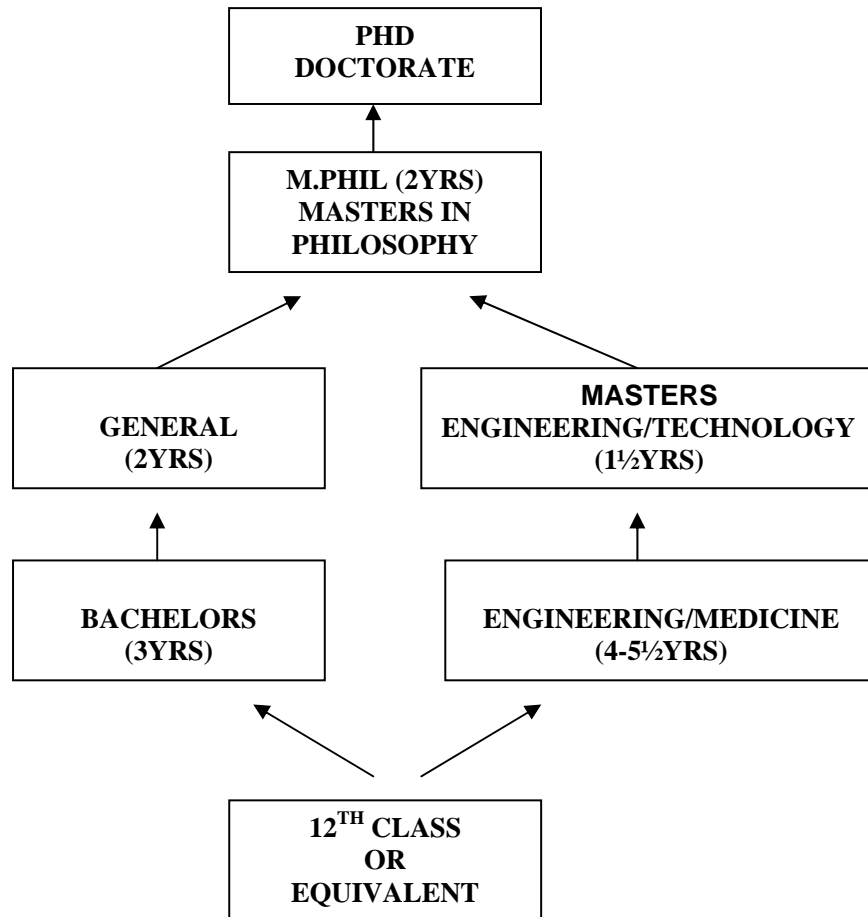 PHD
DOCTORATE
M.PHIL (2YRS)
MASTERS IN
PHILOSOPHY
GENERAL
(2YRS)
MASTERS
ENGINEERING/TECHNOLOGY
(1½YRS)
BACHELORS
(3YRS)
ENGINEERING/MEDICINE
(4-5½YRS)
12TH CLASS
OR
EQUIVALENT